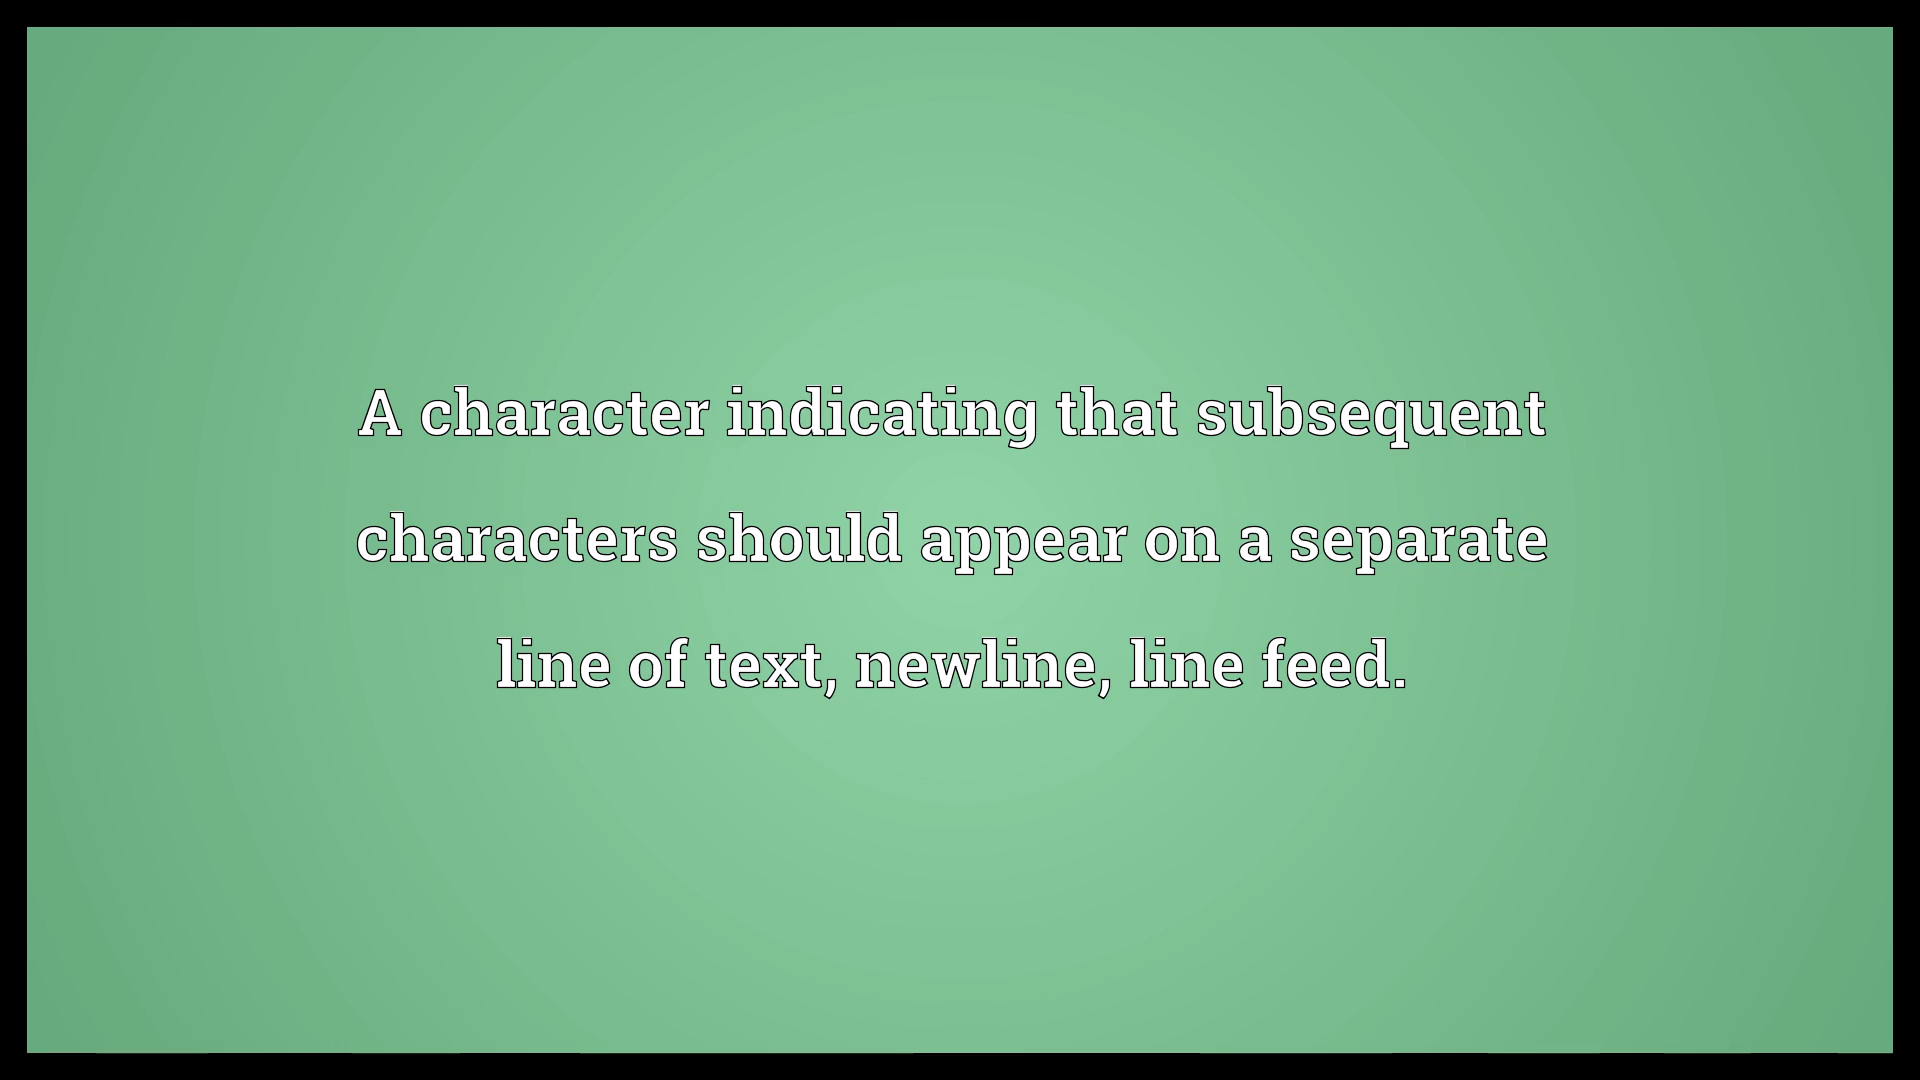 A character indicating that subsequent
characters should appear on a separate
line of text, newline, line feed.